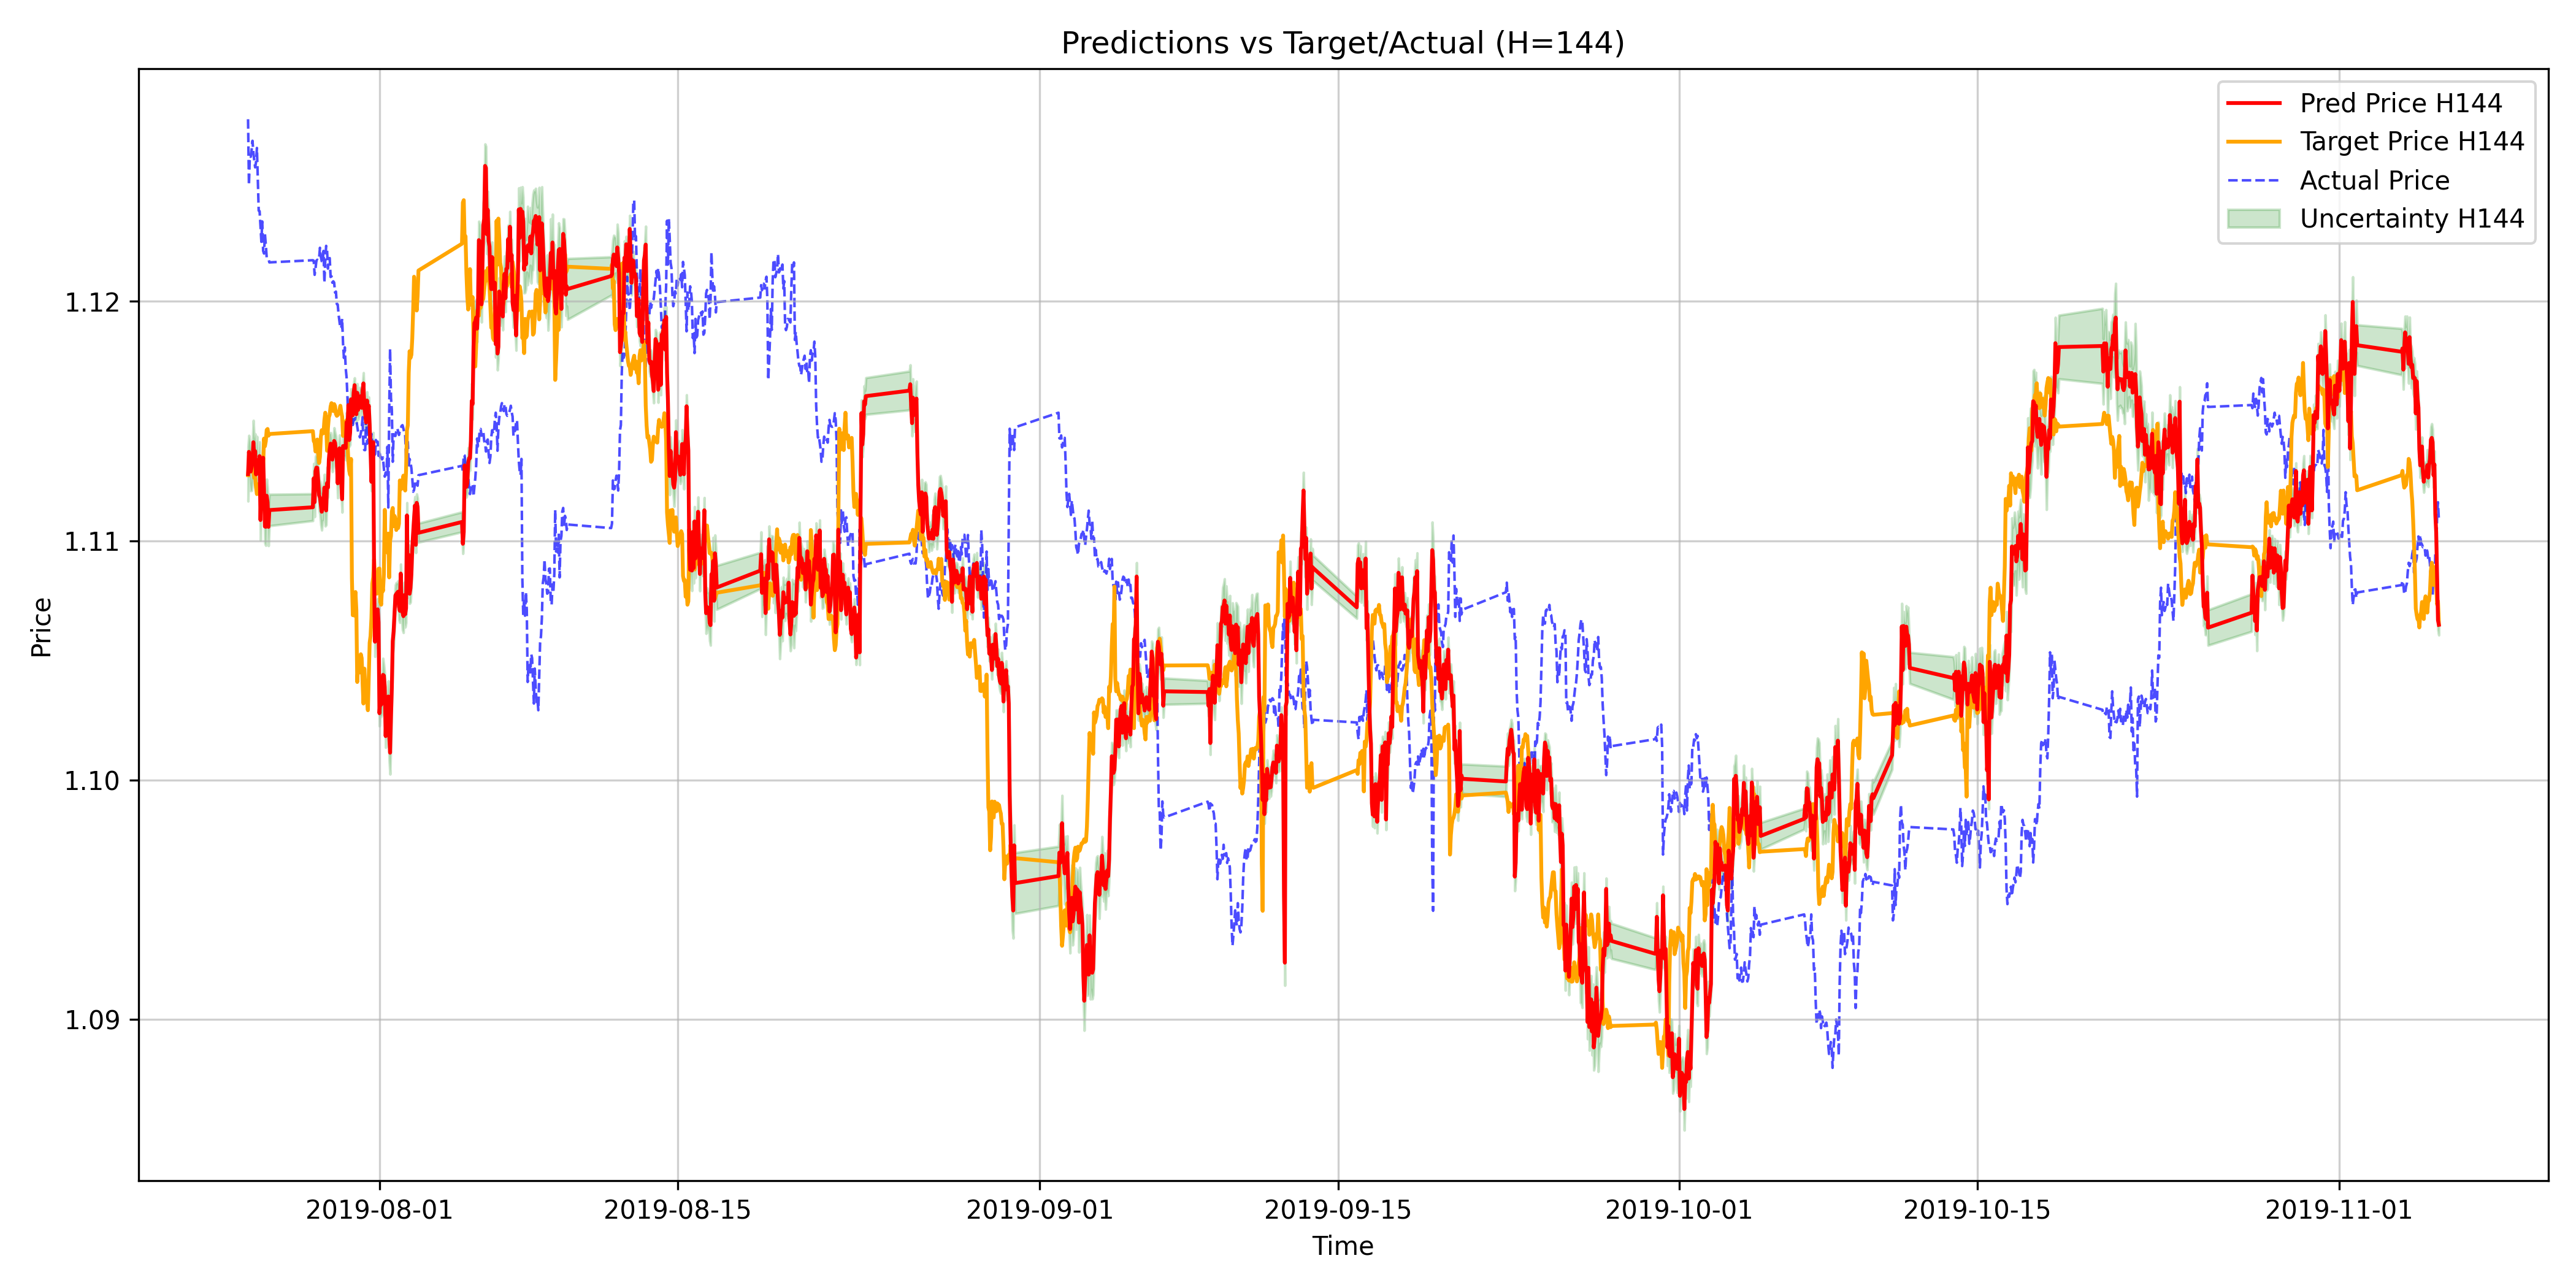 Predictions vs Target/Actual (H=144)
Pred Price H144
Target Price H144
Actual Price
Uncertainty H144
Price
1.12
1.11
1.10
1.09
2019-08-01
2019-08-15
2019-09-01
2019-09-15
2019-10-01
2019-10-15
2019-11-01
Time